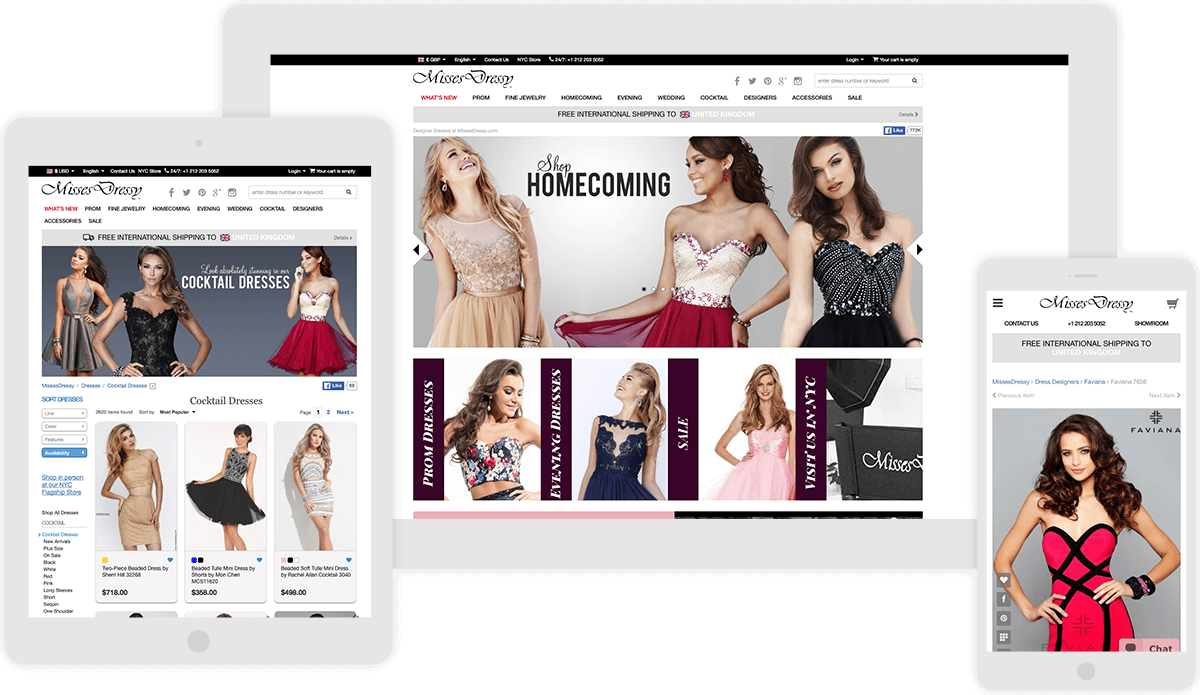 £ GBP English Contact Us NYC Store 24/7: +1 212 203 5052 Login Your cart is empty
MissesDressy
enter dress number or keyword
WHAT'S NEW PROM FINE JEWELRY HOMECOMING EVENING WEDDING COCKTAIL DESIGNERS ACCESSORIES SALE
FREE INTERNATIONAL SHIPPING TO UNITED KINGDOM Details
Designer Dresses at MissesDressy.com Like 772K
Shop
HOMECOMING
PROM DRESSES
EVENING DRESSES
SALE
VISIT US IN NYC
$ USD English Contact Us NYC Store 24/7: +1 212 203 5052 Login Your cart is empty
MissesDressy
enter dress number or keyword
WHAT'S NEW PROM FINE JEWELRY HOMECOMING EVENING WEDDING COCKTAIL DESIGNERS
ACCESSORIES SALE
FREE INTERNATIONAL SHIPPING TO UNITED KINGDOM Details
Look absolutely stunning in our
COCKTAIL DRESSES
MissesDressy / Dresses / Cocktail Dresses Like 58
SORT DRESSES
Cocktail Dresses
Line
2622 items found Sort by Most Popular Page 1 2 Next
Color
Features
Availability
Shop in person
at our NYC
Flagship Store
Shop All Dresses
COCKTAIL
Cocktail Dresses
New Arrivals
Plus Size
On Sale
Black
White
Red
Pink
Long Sleeves
Short
Sequin
One Shoulder
Two-Piece Beaded Dress by
Sherri Hill 32268
$718.00
Beaded Tulle Mini Dress by
Shorts by Mon Cheri
MCS11620
$358.00
Beaded Soft Tulle Mini Dress
by Rachel Allan Cocktail 3040
$498.00
MissesDressy
CONTACT US +1 212 203 5052 SHOWROOM
FREE INTERNATIONAL SHIPPING TO
UNITED KINGDOM
MissesDressy > Dress Designers > Faviana > Faviana 7656
Previous item Next item
FAVIANA
Chat